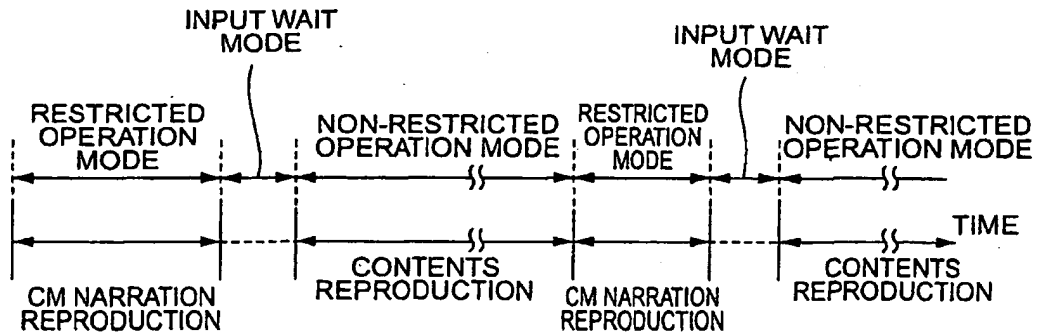 INPUT WAIT
MODE
INPUT WAIT
MODE
RESTRICTED
OPERATION
MODE
NON-RESTRICTED
OPERATION MODE
RESTRICTED
OPERATION
MODE
NON-RESTRICTED
OPERATION MODE
TIME
CM NARRATION
REPRODUCTION
CONTENTS
REPRODUCTION
CM NARRATION
REPRODUCTION
CONTENTS
REPRODUCTION